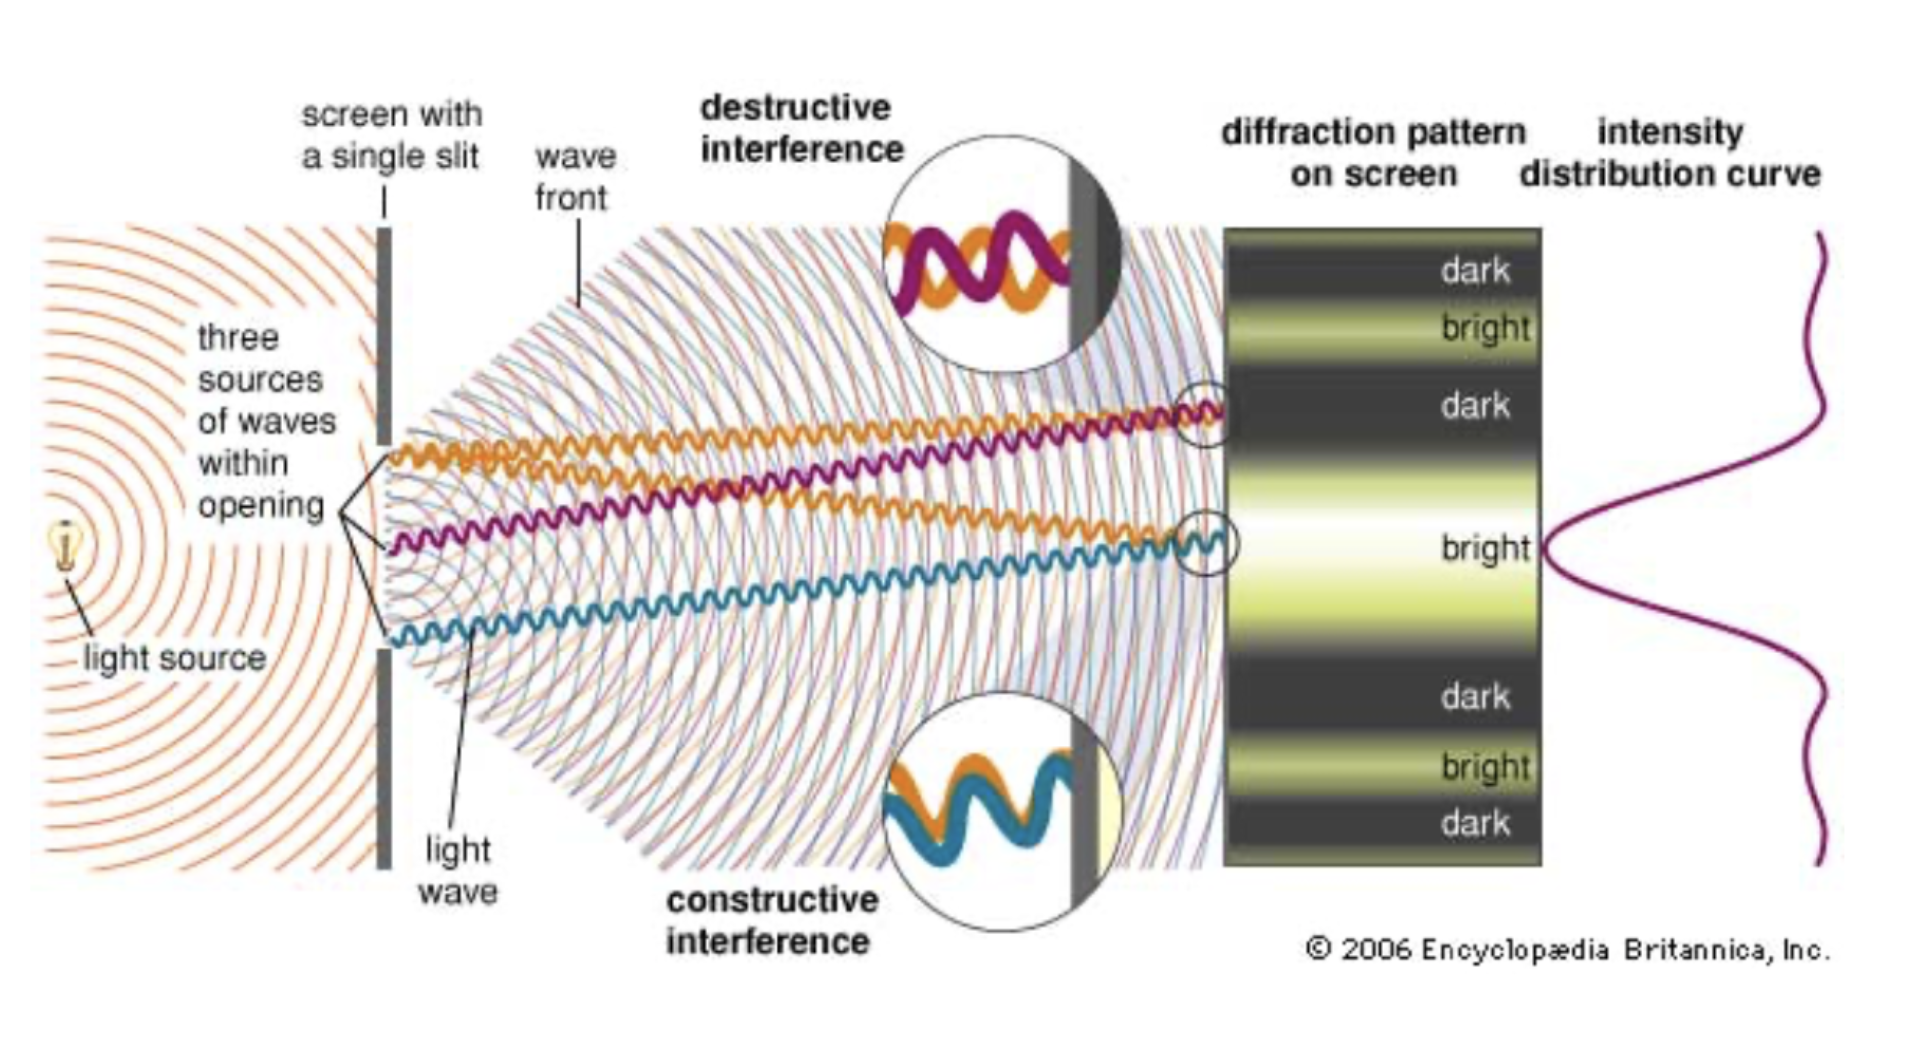 screen with
a single slit
wave
front
destructive
interference
diffraction pattern
on screen
intensity
distribution curve
three
sources
of waves
within
opening
light source
light
wave
constructive
interference
dark
bright
dark
bright
dark
bright
dark
© 2006 Encyclopædia Britannica, Inc.